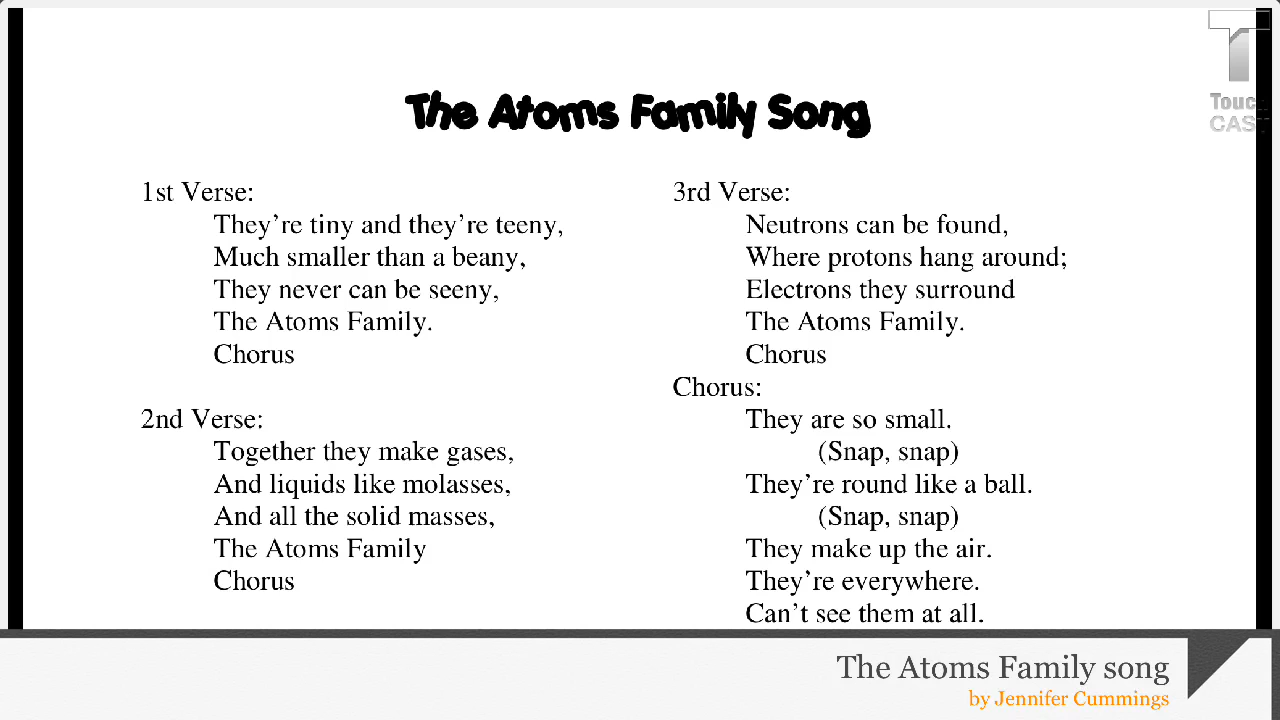 The Atoms Family Song
1st Verse:
They’re tiny and they’re teeny,
Much smaller than a beany,
They never can be seeny,
The Atoms Family.
Chorus
2nd Verse:
Together they make gases,
And liquids like molasses,
And all the solid masses,
The Atoms Family
Chorus
3rd Verse:
Neutrons can be found,
Where protons hang around;
Electrons they surround
The Atoms Family.
Chorus
Chorus:
They are so small.
(Snap, snap)
They’re round like a ball.
(Snap, snap)
They make up the air.
They’re everywhere.
Can’t see them at all.
T
Touc
CAS
The Atoms Family song
by Jennifer Cummings